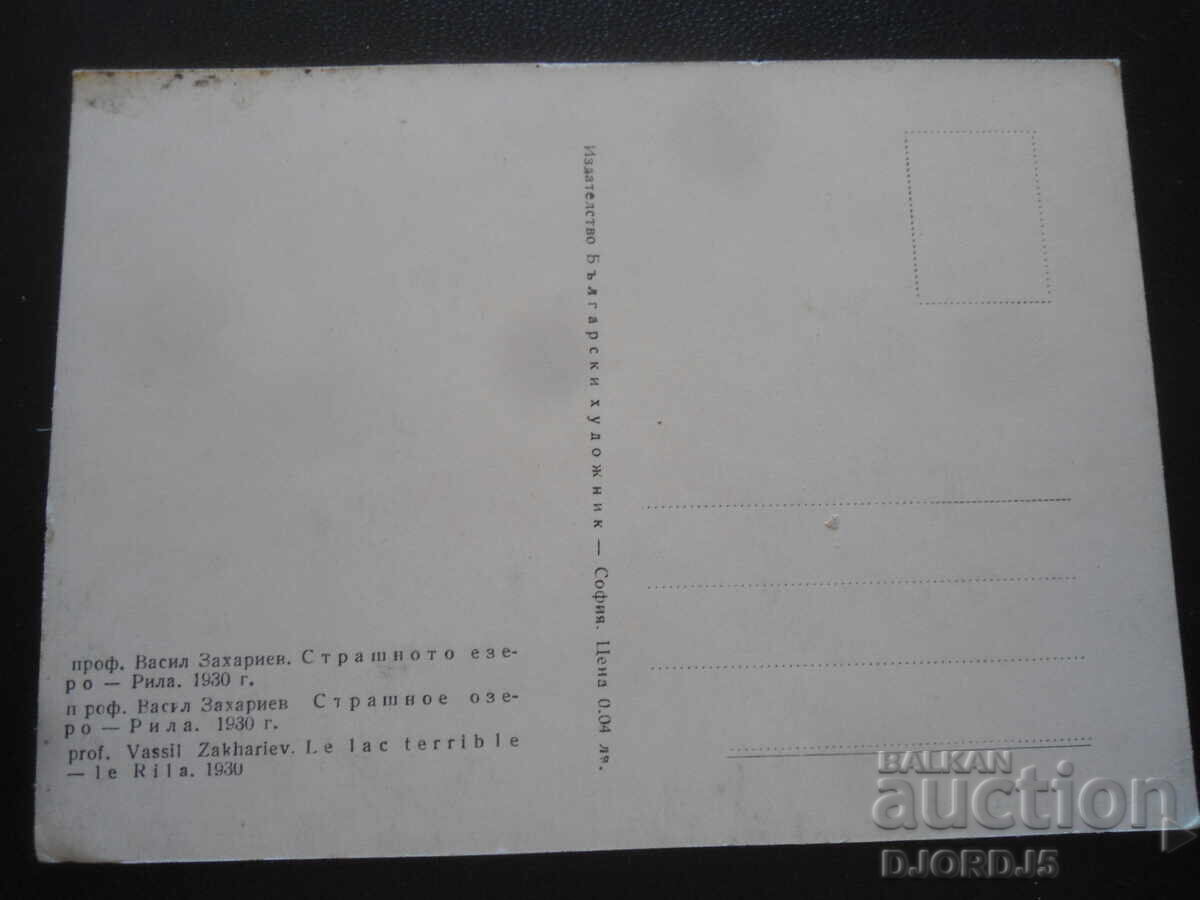 проф. Васил Захариев. Страшното езе-
ро — Рила. 1930 г.
проф. Васил Захариев Страшное озе-
ро — Рила. 1930 г.
prof. Vassil Zakhariev. Le lac terrible
— le Rila. 1930
Издателство Български художник — София. Цена 0.04 лв.
BALKAN
auction
DJORDJ5